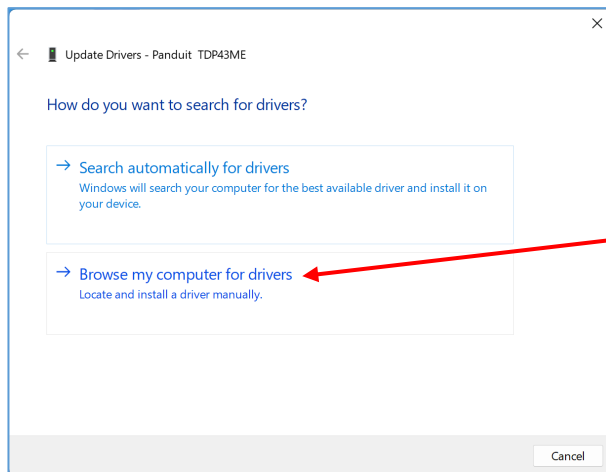 Update Drivers - Panduit TDP43ME
How do you want to search for drivers?
Search automatically for drivers
Windows will search your computer for the best available driver and install it on
your device.
Browse my computer for drivers
Locate and install a driver manually.
Cancel